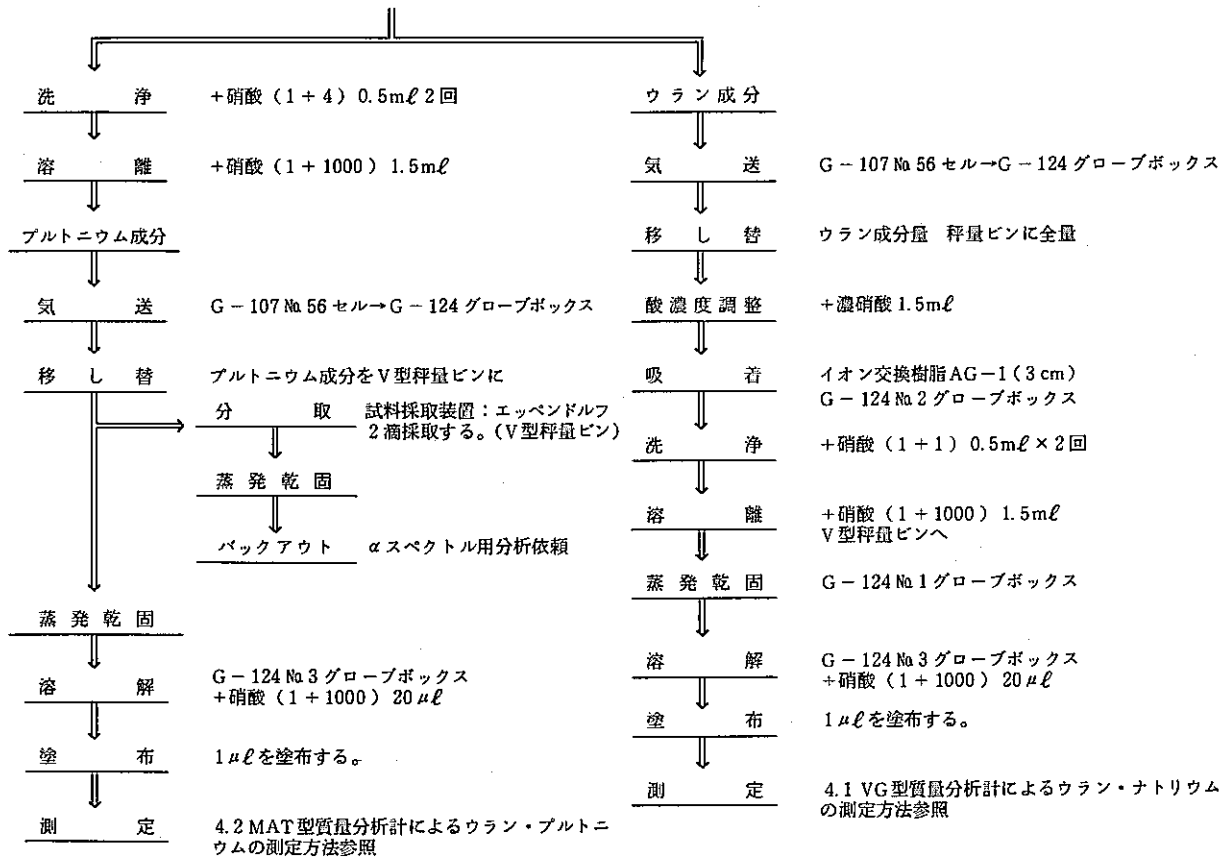 洗浄 +硝酸（1+4）0.5mℓ 2回
溶離 +硝酸（1+1000）1.5mℓ
プルトニウム成分
気送 G-107 № 56 セル→G-124 グローブボックス
移し替 プルトニウム成分をV型秤量ビンに
分取 試料採取装置：エッペンドルフ
2滴採取する。（V型秤量ビン）
蒸発乾固
バックアウト αスペクトル用分析依頼
蒸発乾固
溶解 G-124 № 3 グローブボックス
+硝酸（1+1000）20μℓ
塗布 1μℓを塗布する。
測定 4.2 MAT型質量分析計によるウラン・プルトニ
ウムの測定方法参照
ウラン成分
気送 G-107 № 56 セル→G-124 グローブボックス
移し替 ウラン成分量 秤量ビンに全量
酸濃度調整 +濃硝酸 1.5mℓ
吸着 イオン交換樹脂AG-1（3cm）
G-124 № 2 グローブボックス
洗浄 +硝酸（1+1）0.5mℓ×2回
溶離 +硝酸（1+1000）1.5mℓ
V型秤量ビンへ
蒸発乾固 G-124 № 1 グローブボックス
溶解 G-124 № 3 グローブボックス
+硝酸（1+1000）20μℓ
塗布 1μℓを塗布する。
測定 4.1 VG型質量分析計によるウラン・ナトリウム
の測定方法参照